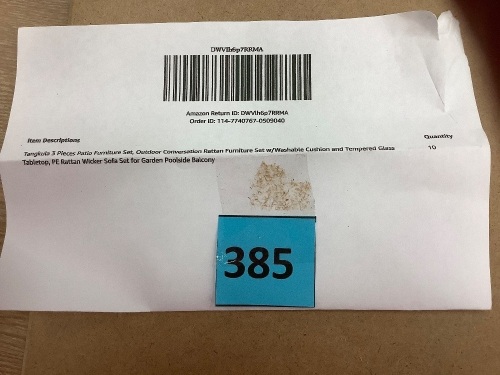 DWVlh6p7RRMA
Amazon Return ID: DWVlh6p7RRMA
Order ID: 114-7740767-0509040
Item Descriptions
Quantity
Tangkula 3 Pieces Patio Furniture Set, Outdoor Conversation Rattan Furniture Set w/Washable Cushion and Tempered Glass
10
Tabletop, PE Rattan Wicker Sofa Set for Garden Poolside Balcony
385